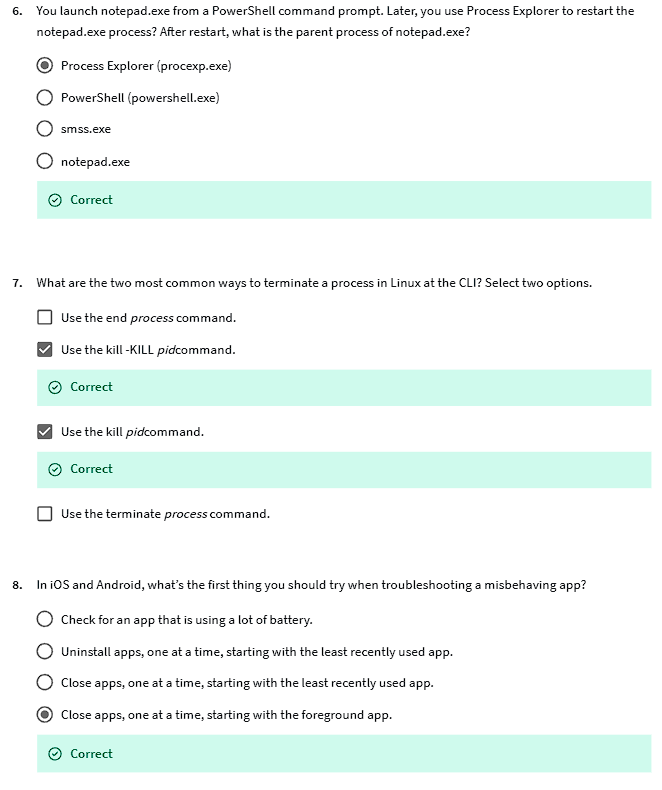 6. You launch notepad.exe from a PowerShell command prompt. Later, you use Process Explorer to restart the
notepad.exe process? After restart, what is the parent process of notepad.exe?
Process Explorer (procexp.exe)
PowerShell (powershell.exe)
smss.exe
notepad.exe
Correct
7. What are the two most common ways to terminate a process in Linux at the CLI? Select two options.
Use the end process command.
Use the kill -KILL pidcommand.
Correct
Use the kill pidcommand.
Correct
Use the terminate process command.
8. In iOS and Android, what's the first thing you should try when troubleshooting a misbehaving app?
Check for an app that is using a lot of battery.
Uninstall apps, one at a time, starting with the least recently used app.
Close apps, one at a time, starting with the least recently used app.
Close apps, one at a time, starting with the foreground app.
Correct